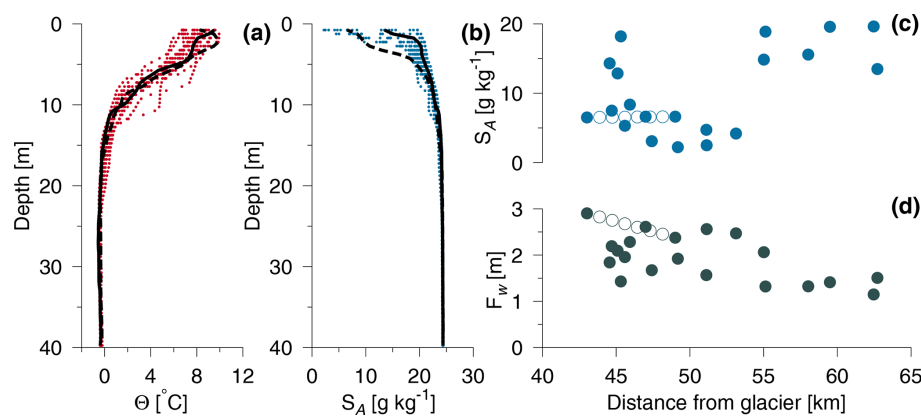 0
10
20
30
40
Depth [m]
0
4
8
12
Θ [°C]
(a)
0
10
20
30
40
Depth [m]
0
10
20
30
S_A [g kg⁻¹]
(b)
20
10
0
S_A [g kg⁻¹]
(c)
3
2
1
0
F_w [m]
(d)
40
45
50
55
60
65
Distance from glacier [km]